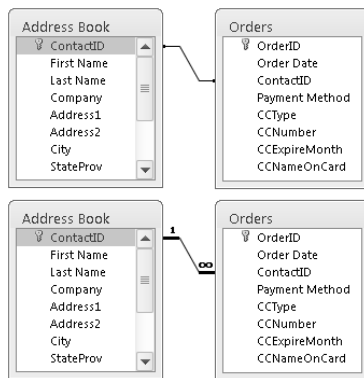 Address Book
ContactID
First Name
Last Name
Company
Address1
Address2
City
StateProv
Orders
OrderID
Order Date
ContactID
Payment Method
CCType
CCNumber
CCExpireMonth
CCNameOnCard
Address Book
ContactID
First Name
Last Name
Company
Address1
Address2
City
StateProv
1
∞
Orders
OrderID
Order Date
ContactID
Payment Method
CCType
CCNumber
CCExpireMonth
CCNameOnCard